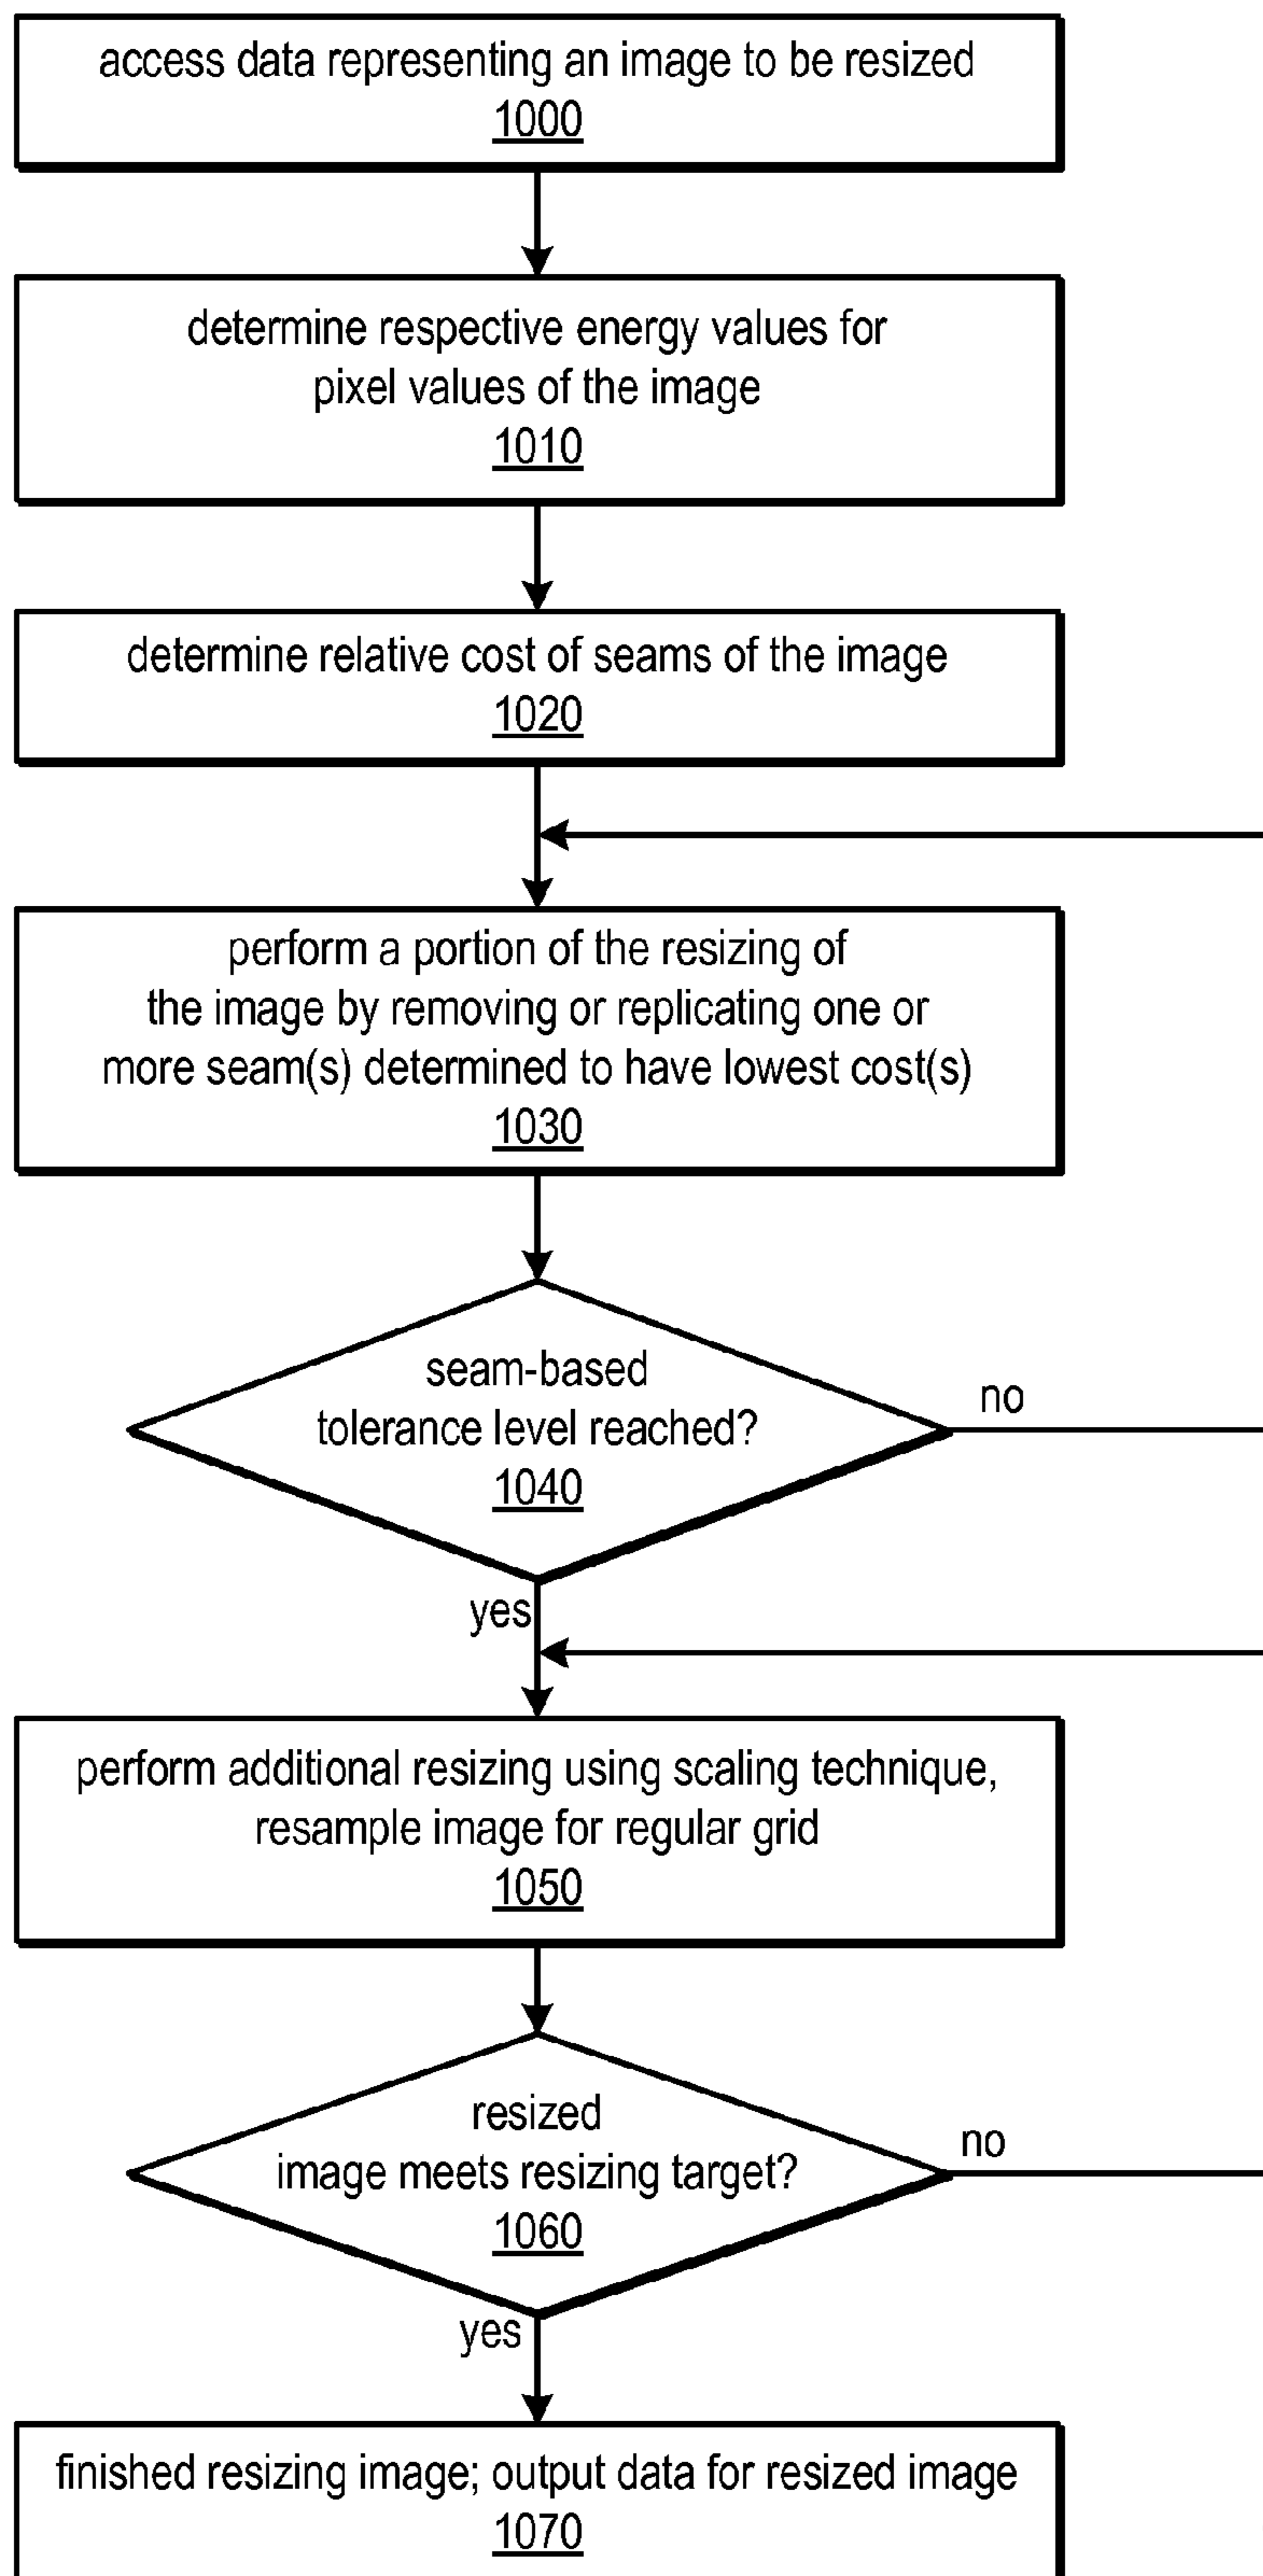 access data representing an image to be resized
1000
determine respective energy values for
pixel values of the image
1010
determine relative cost of seams of the image
1020
perform a portion of the resizing of
the image by removing or replicating one or
more seam(s) determined to have lowest cost(s)
1030
seam-based
tolerance level reached?
1040
no
yes
perform additional resizing using scaling technique,
resample image for regular grid
1050
resized
image meets resizing target?
1060
no
yes
finished resizing image; output data for resized image
1070